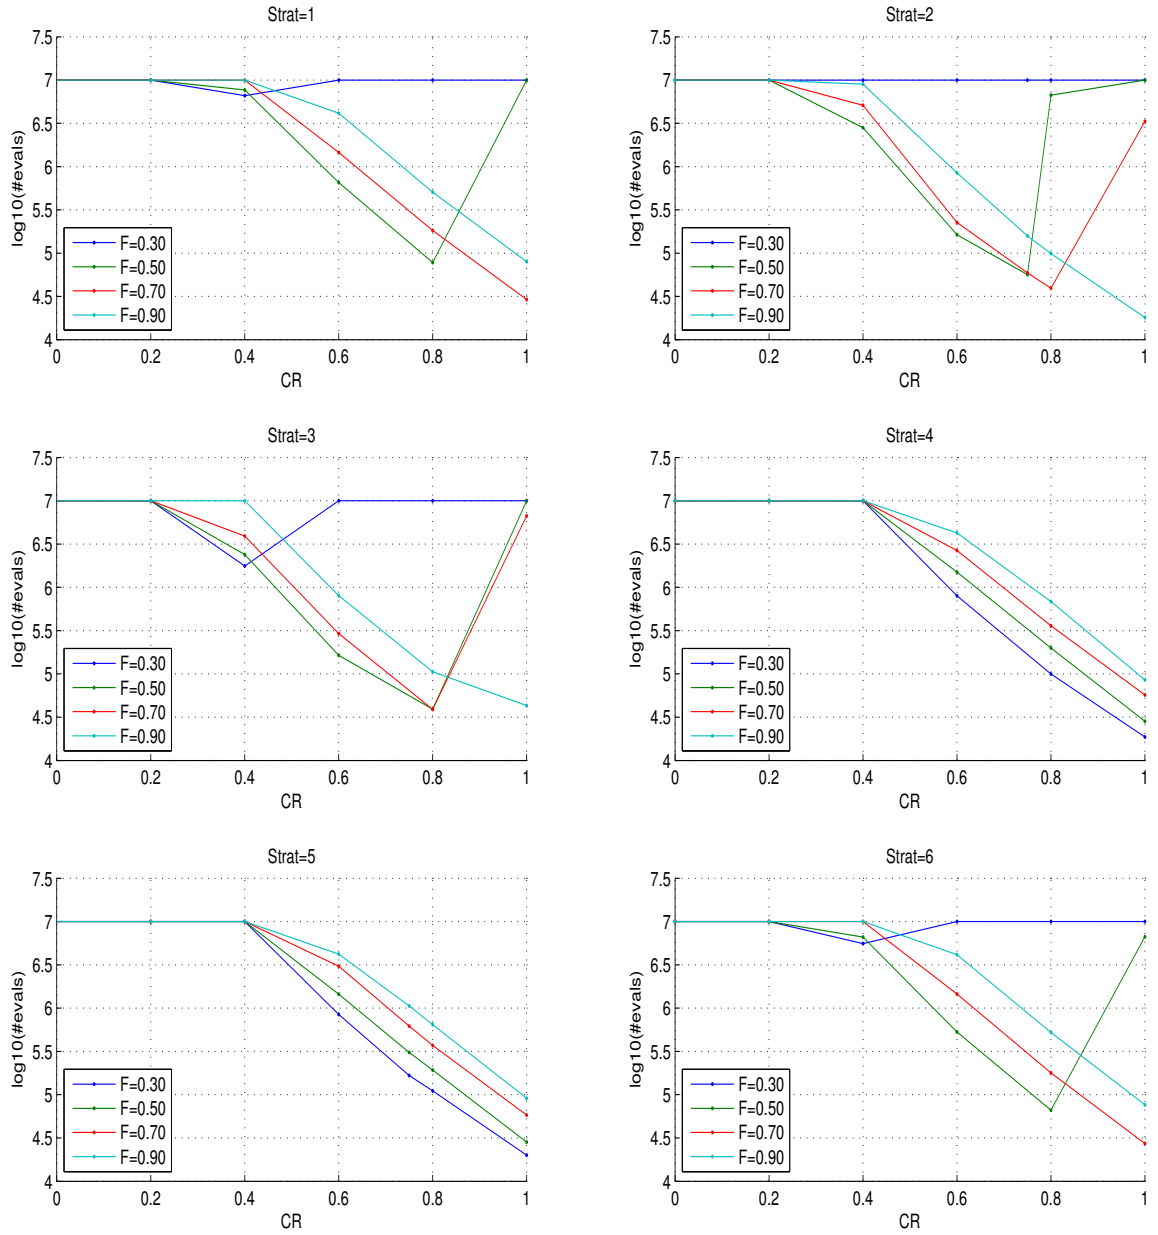 Strat=1
7.5
7
6.5
6
5.5
5
4.5
4
log10(#evals)
F=0.30
F=0.50
F=0.70
F=0.90
0 0.2 0.4 0.6 0.8 1
CR
Strat=2
7.5
7
6.5
6
5.5
5
4.5
4
log10(#evals)
F=0.30
F=0.50
F=0.70
F=0.90
0 0.2 0.4 0.6 0.8 1
CR
Strat=3
7.5
7
6.5
6
5.5
5
4.5
4
log10(#evals)
F=0.30
F=0.50
F=0.70
F=0.90
0 0.2 0.4 0.6 0.8 1
CR
Strat=4
7.5
7
6.5
6
5.5
5
4.5
4
log10(#evals)
F=0.30
F=0.50
F=0.70
F=0.90
0 0.2 0.4 0.6 0.8 1
CR
Strat=5
7.5
7
6.5
6
5.5
5
4.5
4
log10(#evals)
F=0.30
F=0.50
F=0.70
F=0.90
0 0.2 0.4 0.6 0.8 1
CR
Strat=6
7.5
7
6.5
6
5.5
5
4.5
4
log10(#evals)
F=0.30
F=0.50
F=0.70
F=0.90
0 0.2 0.4 0.6 0.8 1
CR